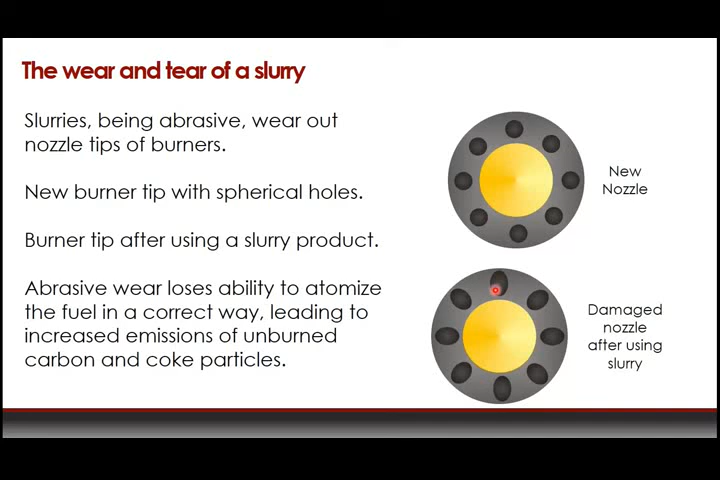 The wear and tear of a slurry
Slurries, being abrasive, wear out
nozzle tips of burners.
New burner tip with spherical holes.
Burner tip after using a slurry product.
Abrasive wear loses ability to atomize
the fuel in a correct way, leading to
increased emissions of unburned
carbon and coke particles.
New
Nozzle
Damaged
nozzle
after using
slurry